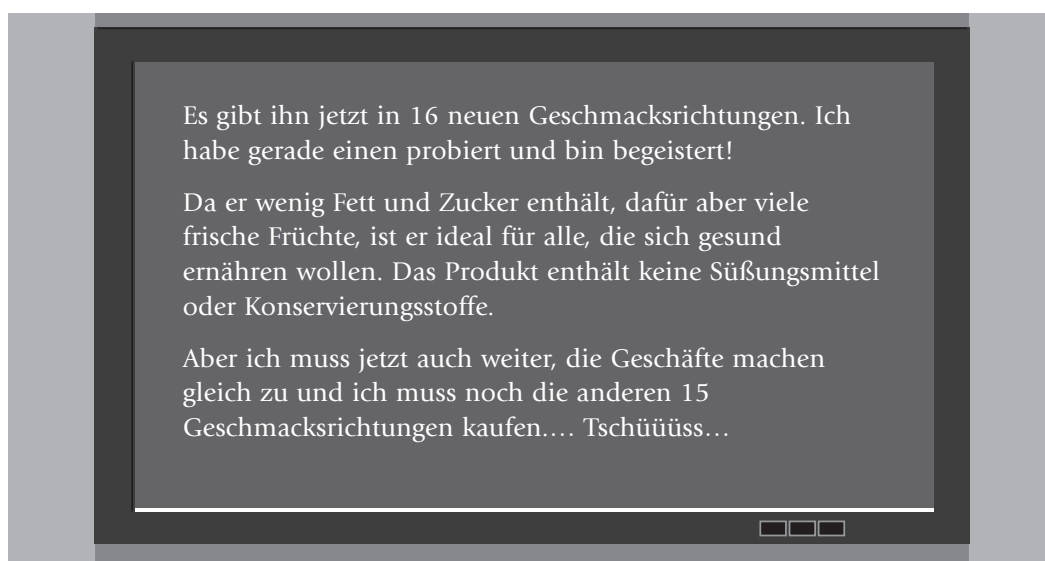 Es gibt ihn jetzt in 16 neuen Geschmacksrichtungen. Ich
habe gerade einen probiert und bin begeistert!
Da er wenig Fett und Zucker enthält, dafür aber viele
frische Früchte, ist er ideal für alle, die sich gesund
ernähren wollen. Das Produkt enthält keine Süßungsmittel
oder Konservierungsstoffe.
Aber ich muss jetzt auch weiter, die Geschäfte machen
gleich zu und ich muss noch die anderen 15
Geschmacksrichtungen kaufen.… Tschüüüss…